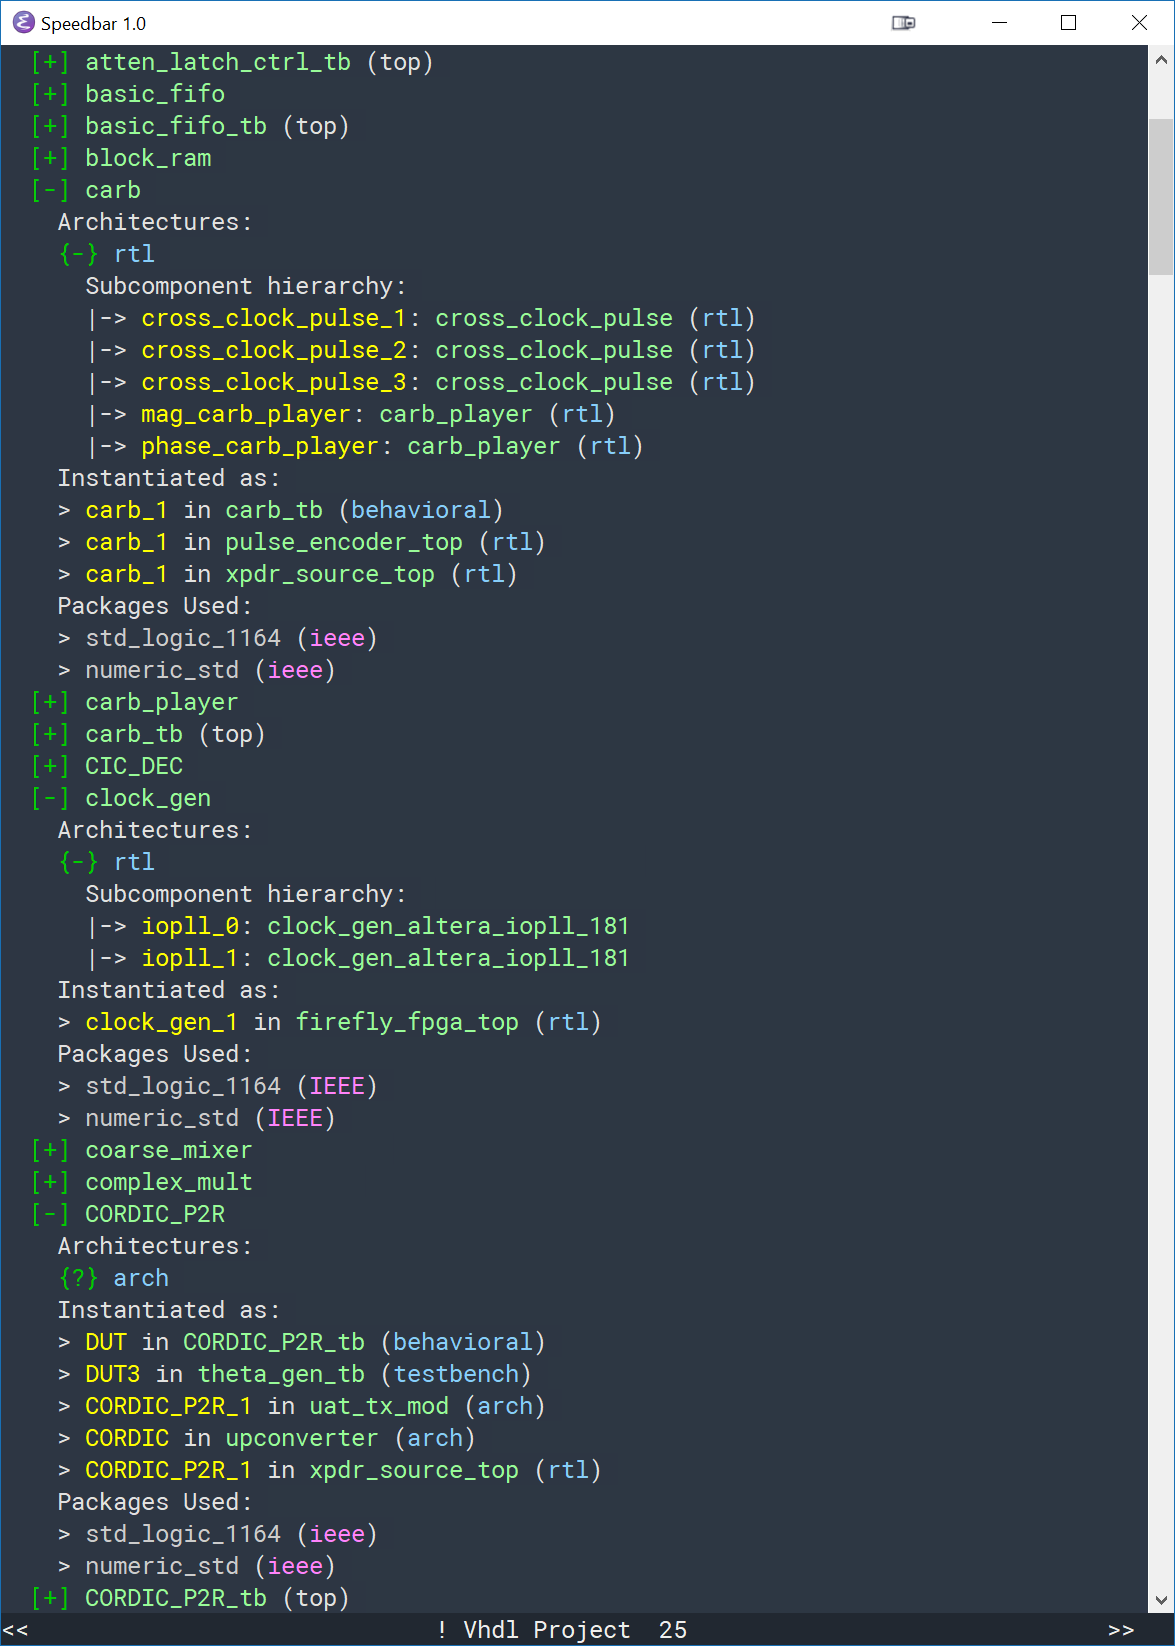 Speedbar 1.0
[+] atten_latch_ctrl_tb (top)
[+] basic_fifo
[+] basic_fifo_tb (top)
[+] block_ram
[-] carb
Architectures:
{-} rtl
Subcomponent hierarchy:
|-> cross_clock_pulse_1: cross_clock_pulse (rtl)
|-> cross_clock_pulse_2: cross_clock_pulse (rtl)
|-> cross_clock_pulse_3: cross_clock_pulse (rtl)
|-> mag_carb_player: carb_player (rtl)
|-> phase_carb_player: carb_player (rtl)
Instantiated as:
> carb_1 in carb_tb (behavioral)
> carb_1 in pulse_encoder_top (rtl)
> carb_1 in xpdr_source_top (rtl)
Packages Used:
> std_logic_1164 (ieee)
> numeric_std (ieee)
[+] carb_player
[+] carb_tb (top)
[+] CIC_DEC
[-] clock_gen
Architectures:
{-} rtl
Subcomponent hierarchy:
|-> iopll_0: clock_gen_altera_iopll_181
|-> iopll_1: clock_gen_altera_iopll_181
Instantiated as:
> clock_gen_1 in firefly_fpga_top (rtl)
Packages Used:
> std_logic_1164 (IEEE)
> numeric_std (IEEE)
[+] coarse_mixer
[+] complex_mult
[-] CORDIC_P2R
Architectures:
{?} arch
Instantiated as:
> DUT in CORDIC_P2R_tb (behavioral)
> DUT3 in theta_gen_tb (testbench)
> CORDIC_P2R_1 in uat_tx_mod (arch)
> CORDIC in upconverter (arch)
> CORDIC_P2R_1 in xpdr_source_top (rtl)
Packages Used:
> std_logic_1164 (ieee)
> numeric_std (ieee)
[+] CORDIC_P2R_tb (top)
<< ! Vhdl Project 25 >>